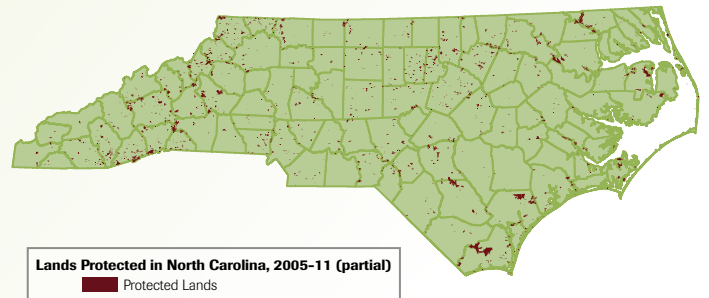 Lands Protected in North Carolina, 2005-11 (partial)
Protected Lands